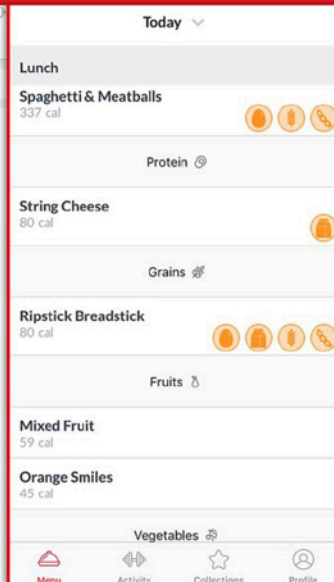 Today
Lunch
Spaghetti & Meatballs
337 cal
Protein
String Cheese
80 cal
Grains
Ripstick Breadstick
80 cal
Fruits
Mixed Fruit
59 cal
Orange Smiles
45 cal
Vegetables
Menu Activity Collections Profile